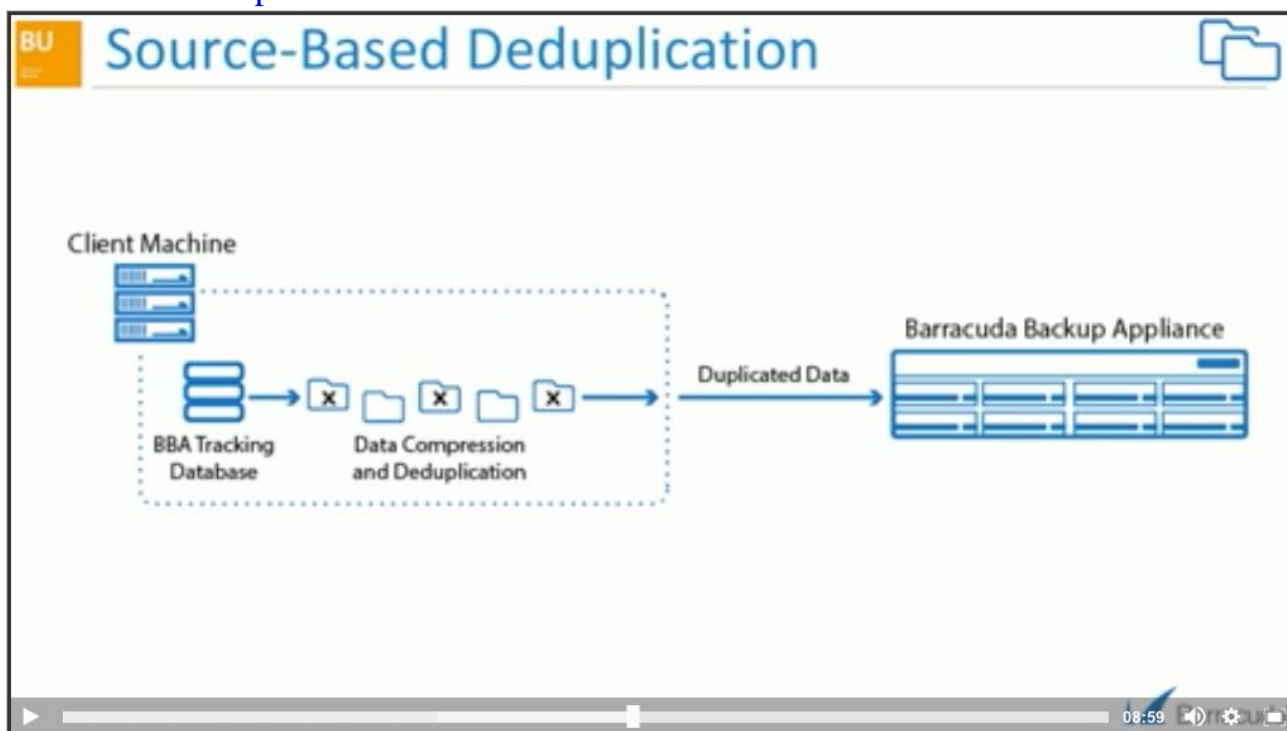 BU
Source-Based Deduplication
Client Machine
BBA Tracking
Database
Data Compression
and Deduplication
Duplicated Data
Barracuda Backup Appliance
08:59
Barracuda